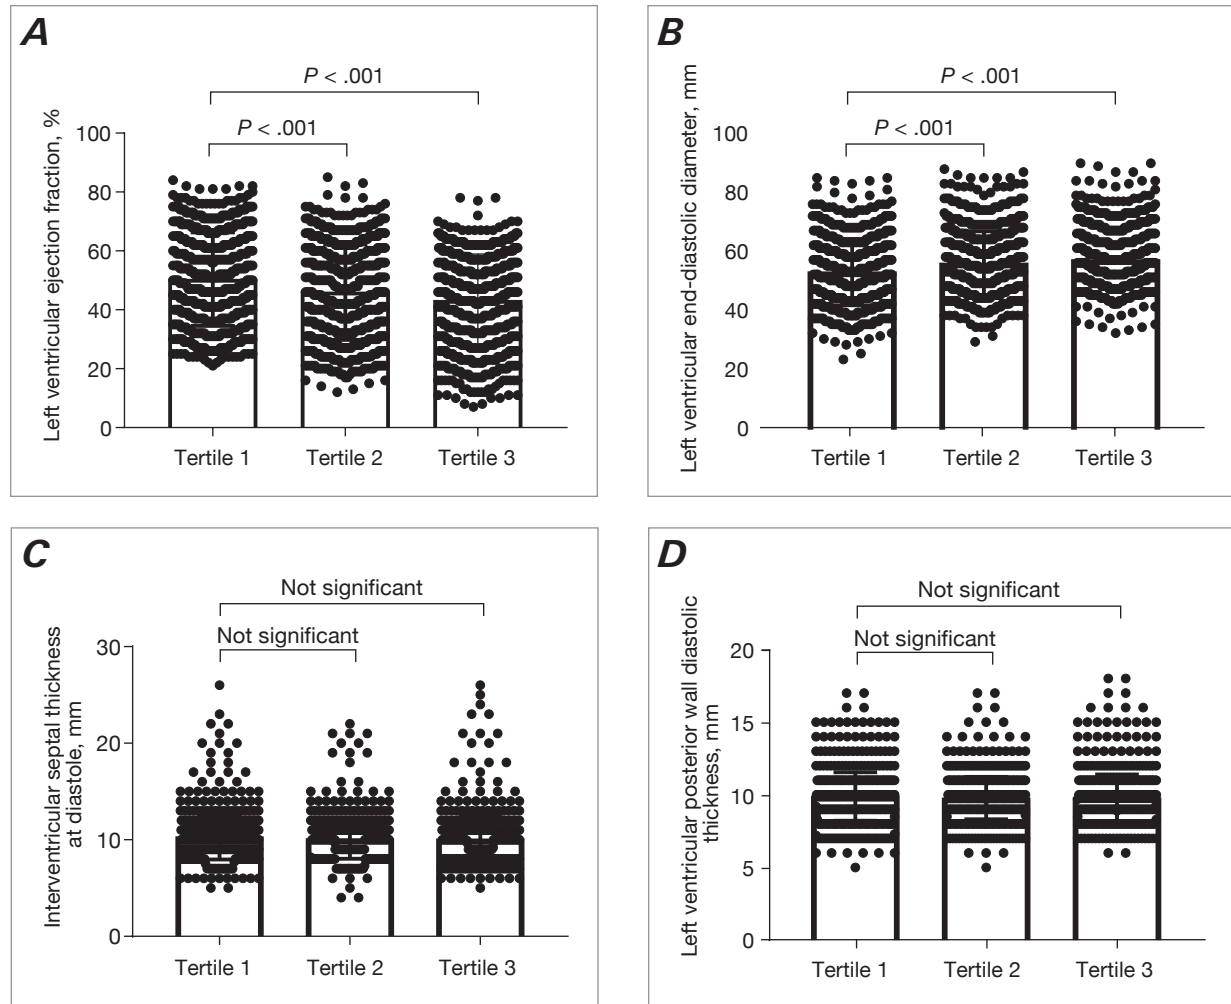 A
P < .001
P < .001
Left ventricular ejection fraction, %
100
80
60
40
20
0
Tertile 1
Tertile 2
Tertile 3
B
P < .001
P < .001
Left ventricular end-diastolic diameter, mm
100
80
60
40
20
0
Tertile 1
Tertile 2
Tertile 3
C
Not significant
Not significant
Interventricular septal thickness
at diastole, mm
30
20
10
0
Tertile 1
Tertile 2
Tertile 3
D
Not significant
Not significant
Left ventricular posterior wall diastolic
thickness, mm
20
15
10
5
0
Tertile 1
Tertile 2
Tertile 3